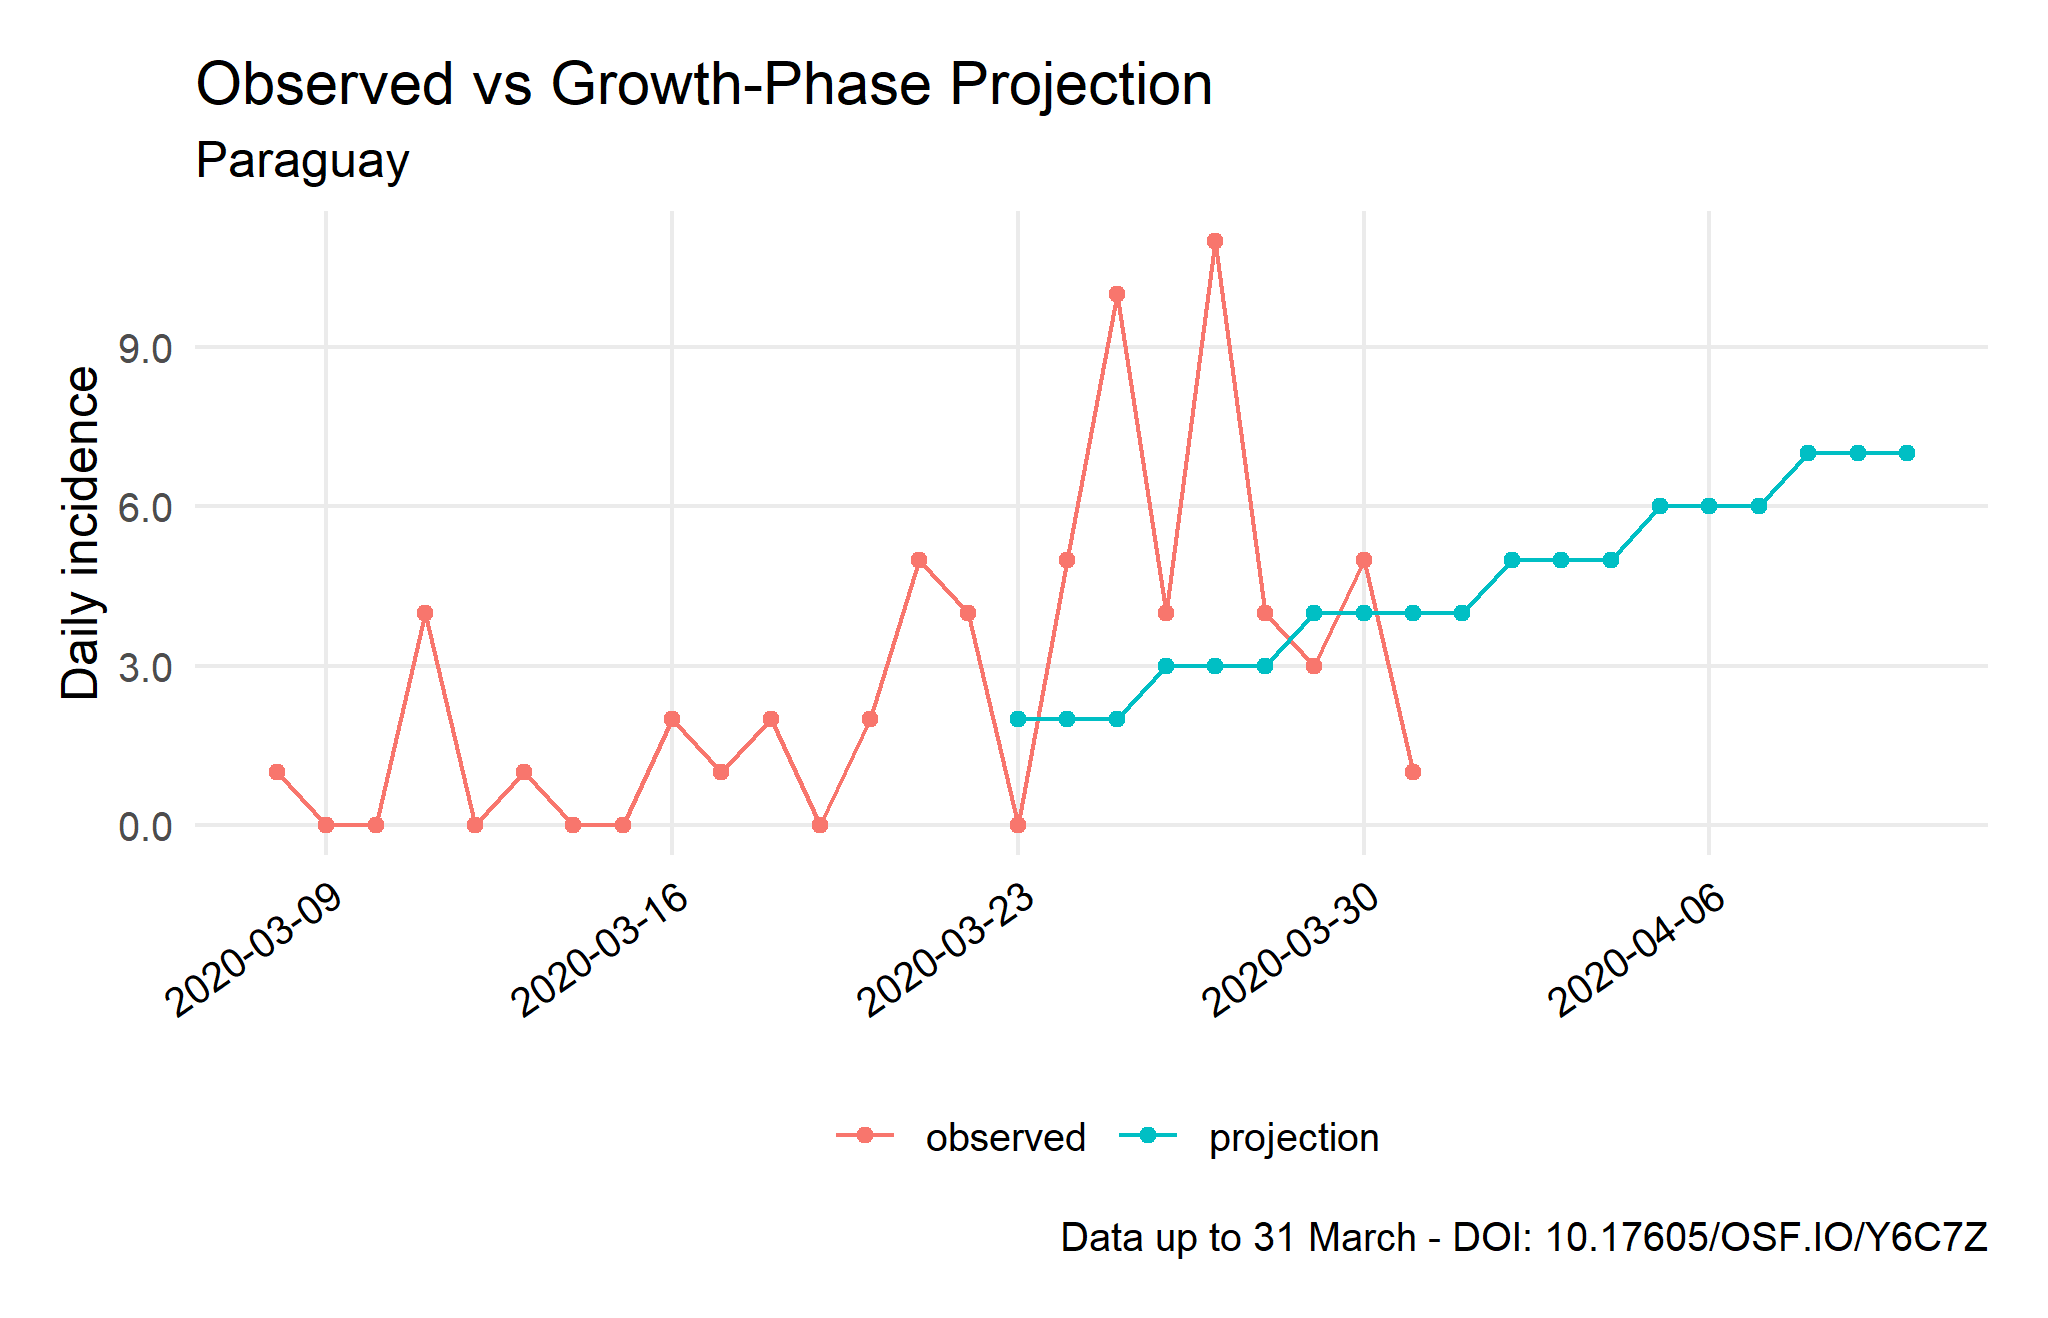 Observed vs Growth-Phase Projection
Paraguay
Daily incidence
9.0
6.0
3.0
0.0
2020-03-09
2020-03-16
2020-03-23
2020-03-30
2020-04-06
observed
projection
Data up to 31 March - DOI: 10.17605/OSF.IO/Y6C7Z